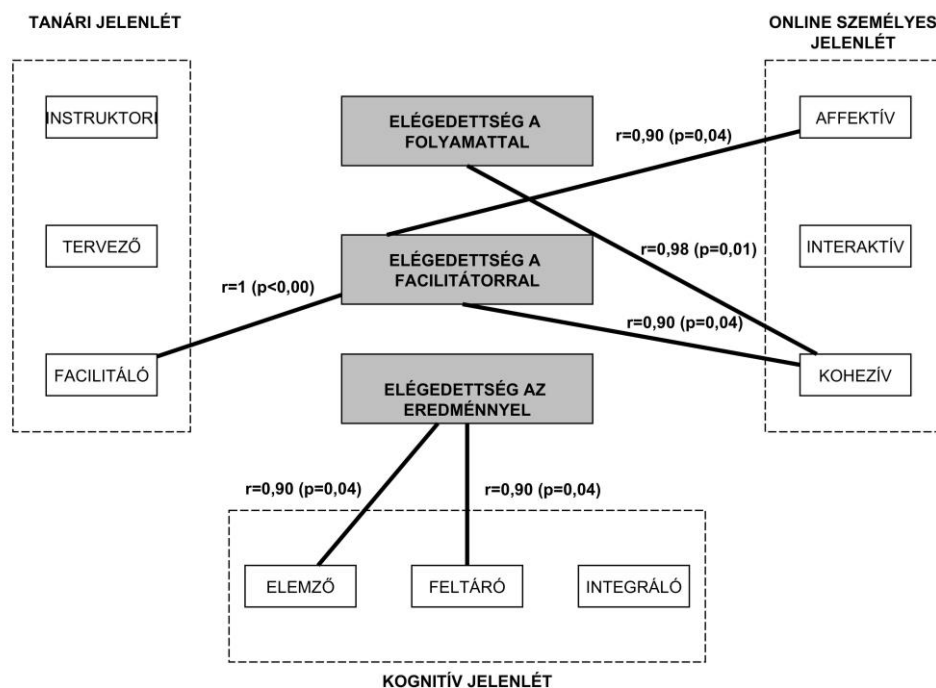 TANÁRI JELENLÉT
ONLINE SZEMÉLYES
JELENLÉT
INSTRUKTORI
ELÉGEDETTSÉG A
FOLYAMATTAL
AFFEKTÍV
r=0,90 (p=0,04)
TERVEZŐ
ELÉGEDETTSÉG A
FACILITÁTORRAL
r=0,98 (p=0,01)
INTERAKTÍV
r=1 (p<0,00)
r=0,90 (p=0,04)
FACILITÁLÓ
ELÉGEDETTSÉG AZ
EREDMÉNNYEL
KOHEZÍV
r=0,90 (p=0,04)
r=0,90 (p=0,04)
ELEMZŐ
FELTÁRÓ
INTEGRÁLÓ
KOGNITÍV JELENLÉT